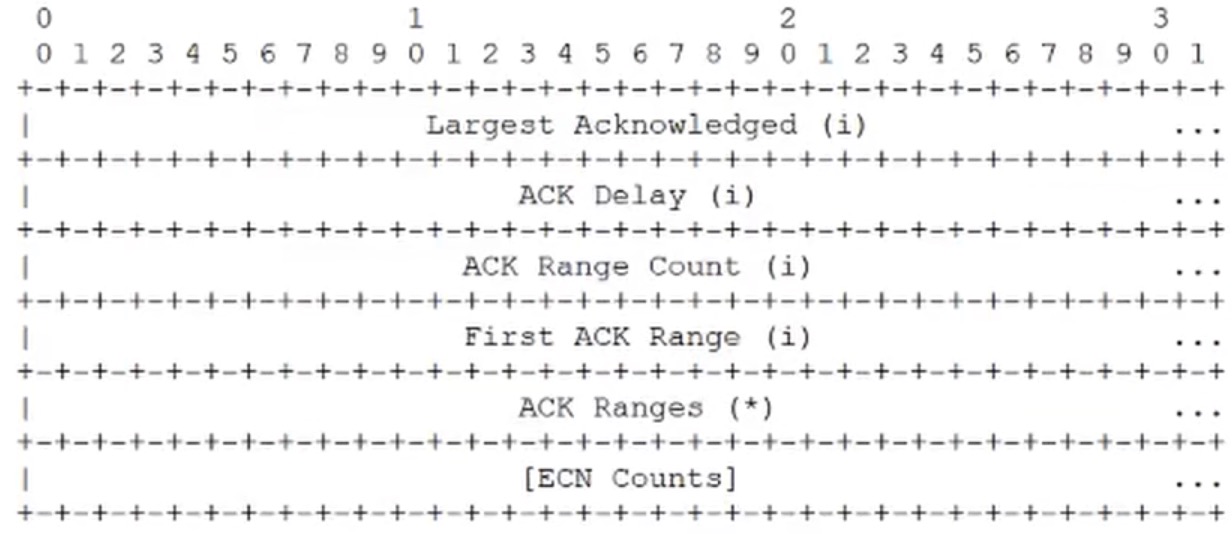 0 1 2 3
0 1 2 3 4 5 6 7 8 9 0 1 2 3 4 5 6 7 8 9 0 1 2 3 4 5 6 7 8 9 0 1
+-+-+-+-+-+-+-+-+-+-+-+-+-+-+-+-+-+-+-+-+-+-+-+-+-+-+-+-+-+-+-+-+
| Largest Acknowledged (i) ...
+-+-+-+-+-+-+-+-+-+-+-+-+-+-+-+-+-+-+-+-+-+-+-+-+-+-+-+-+-+-+-+-+
| ACK Delay (i) ...
+-+-+-+-+-+-+-+-+-+-+-+-+-+-+-+-+-+-+-+-+-+-+-+-+-+-+-+-+-+-+-+-+
| ACK Range Count (i) ...
+-+-+-+-+-+-+-+-+-+-+-+-+-+-+-+-+-+-+-+-+-+-+-+-+-+-+-+-+-+-+-+-+
| First ACK Range (i) ...
+-+-+-+-+-+-+-+-+-+-+-+-+-+-+-+-+-+-+-+-+-+-+-+-+-+-+-+-+-+-+-+-+
| ACK Ranges (*) ...
+-+-+-+-+-+-+-+-+-+-+-+-+-+-+-+-+-+-+-+-+-+-+-+-+-+-+-+-+-+-+-+-+
| [ECN Counts] ...
+-+-+-+-+-+-+-+-+-+-+-+-+-+-+-+-+-+-+-+-+-+-+-+-+-+-+-+-+-+-+-+-+